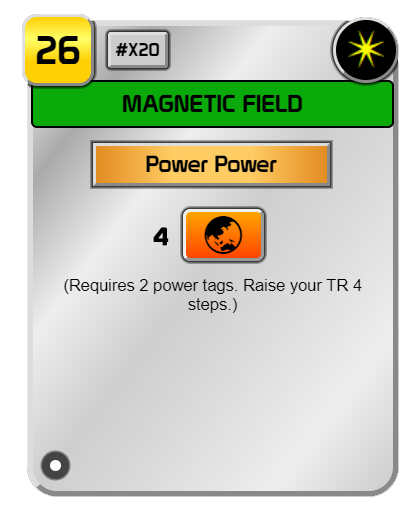 26
#X20
MAGNETIC FIELD
Power Power
4
(Requires 2 power tags. Raise your TR 4
steps.)